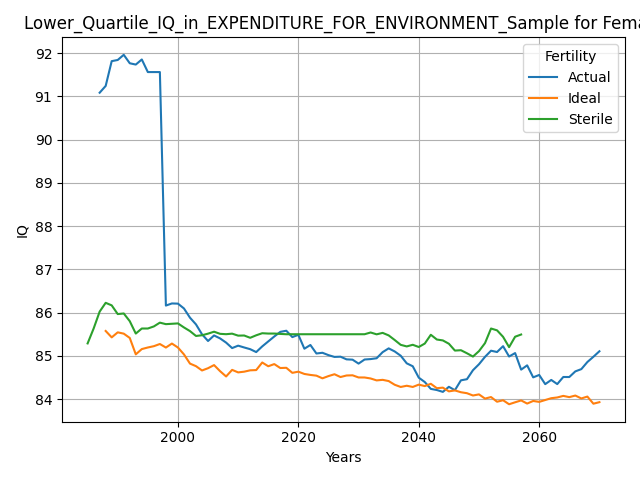 Lower_Quartile_IQ_in_EXPENDITURE_FOR_ENVIRONMENT_Sample for Fema
Fertility
Actual
Ideal
Sterile
92
91
90
89
88
87
86
85
84
IQ
2000
2020
2040
2060
Years